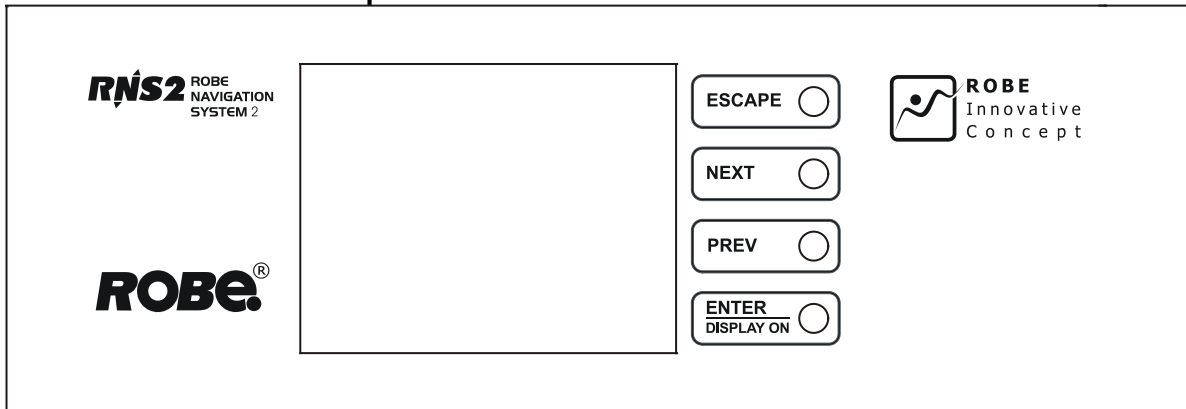 RNS2 ROBE
NAVIGATION
SYSTEM 2
ROBE®
ESCAPE
NEXT
PREV
ENTER
DISPLAY ON
ROBE
Innovative
Concept